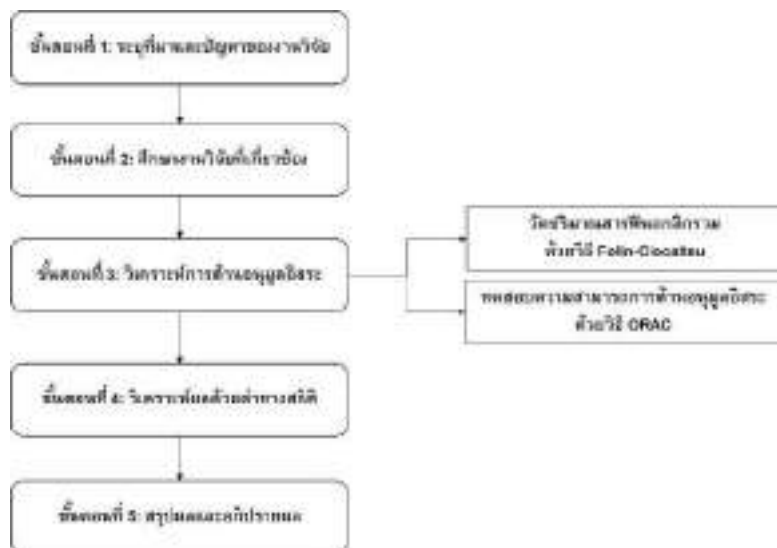 ขั้นตอนที่ 1: ระบุที่มาและปัญหาของงานวิจัย
ขั้นตอนที่ 2: ศึกษางานวิจัยที่เกี่ยวข้อง
ขั้นตอนที่ 3: วิเคราะห์การต้านอนุมูลอิสระ
วัดปริมาณสารฟีนอลิกรวม
ด้วยวิธี Folin-Ciocalteu
ทดสอบความสามารถการต้านอนุมูลอิสระ
ด้วยวิธี ORAC
ขั้นตอนที่ 4: วิเคราะห์ผลด้วยค่าทางสถิติ
ขั้นตอนที่ 5: สรุปผลและอภิปรายผล